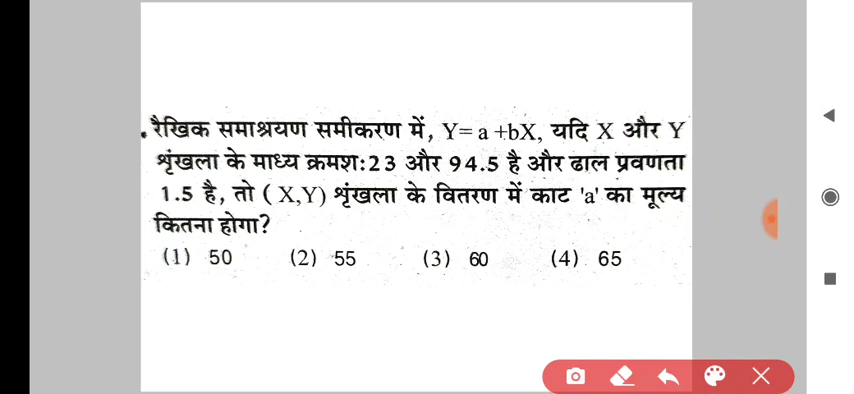 रैखिक समाश्रयण समीकरण में, Y= a +bX, यदि X और Y
शृंखला के माध्य क्रमश:23 और 94.5 है और ढाल प्रवणता
1.5 है, तो ( X,Y) शृंखला के वितरण में काट 'a' का मूल्य
कितना होगा?
(1) 50 (2) 55 (3) 60 (4) 65